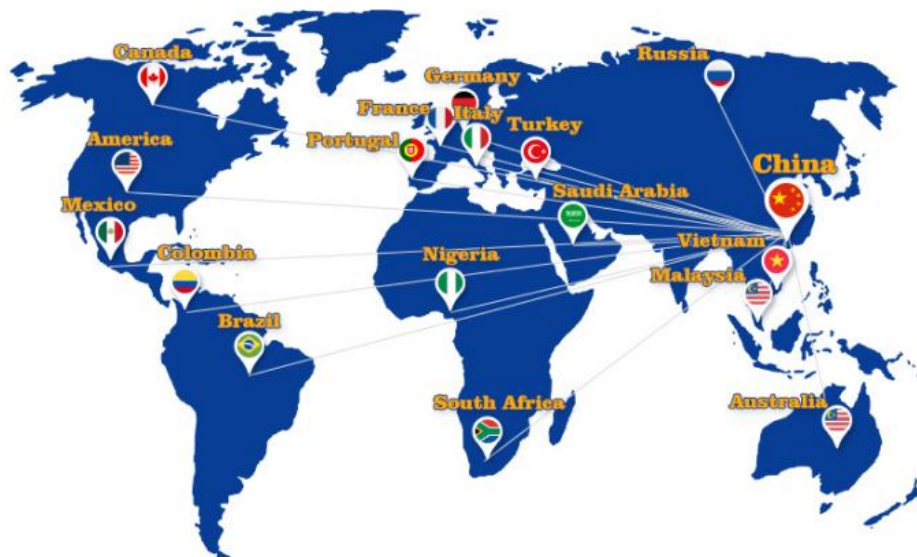 Canada
Russia
Germany
France
Italy
America
Portugal
Turkey
China
Mexico
Saudi Arabia
Colombia
Nigeria
Vietnam
Malaysia
Brazil
South Africa
Australia